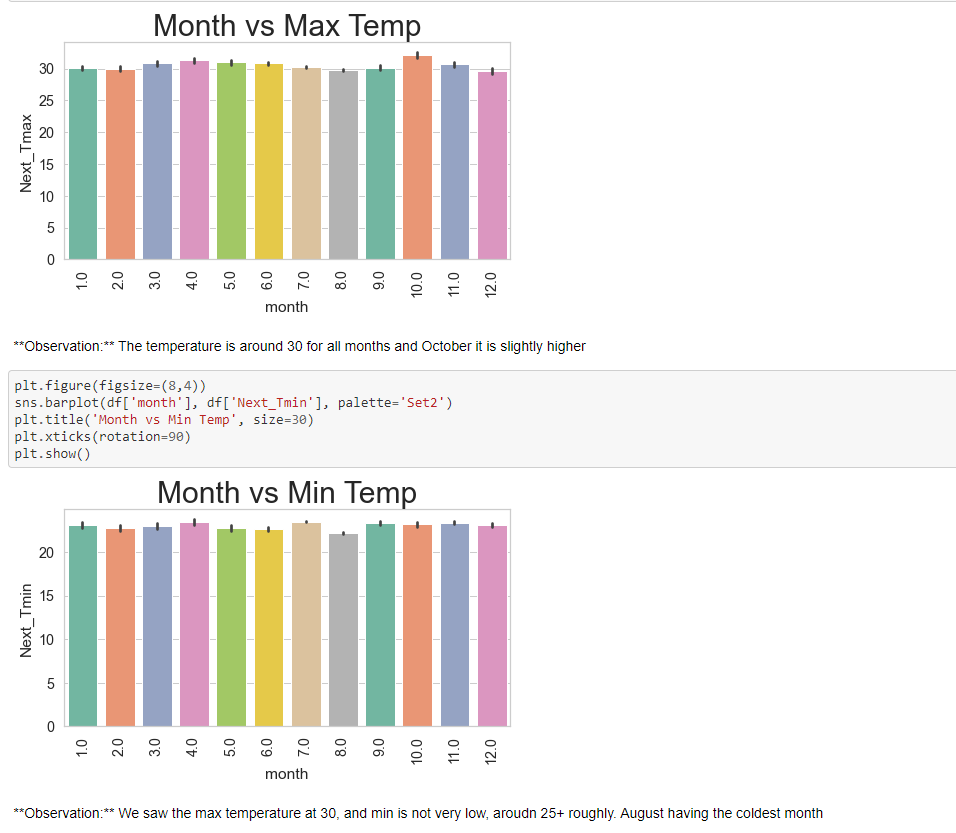 Month vs Max Temp
30
25
20
15
10
5
0
Next_Tmax
1.0 2.0 3.0 4.0 5.0 6.0 7.0 8.0 9.0 10.0 11.0 12.0
month
**Observation:** The temperature is around 30 for all months and October it is slightly higher
plt.figure(figsize=(8,4))
sns.barplot(df['month'], df['Next_Tmin'], palette='Set2')
plt.title('Month vs Min Temp', size=30)
plt.xticks(rotation=90)
plt.show()
Month vs Min Temp
20
15
10
5
0
Next_Tmin
1.0 2.0 3.0 4.0 5.0 6.0 7.0 8.0 9.0 10.0 11.0 12.0
month
**Observation:** We saw the max temperature at 30, and min is not very low, aroudn 25+ roughly. August having the coldest month